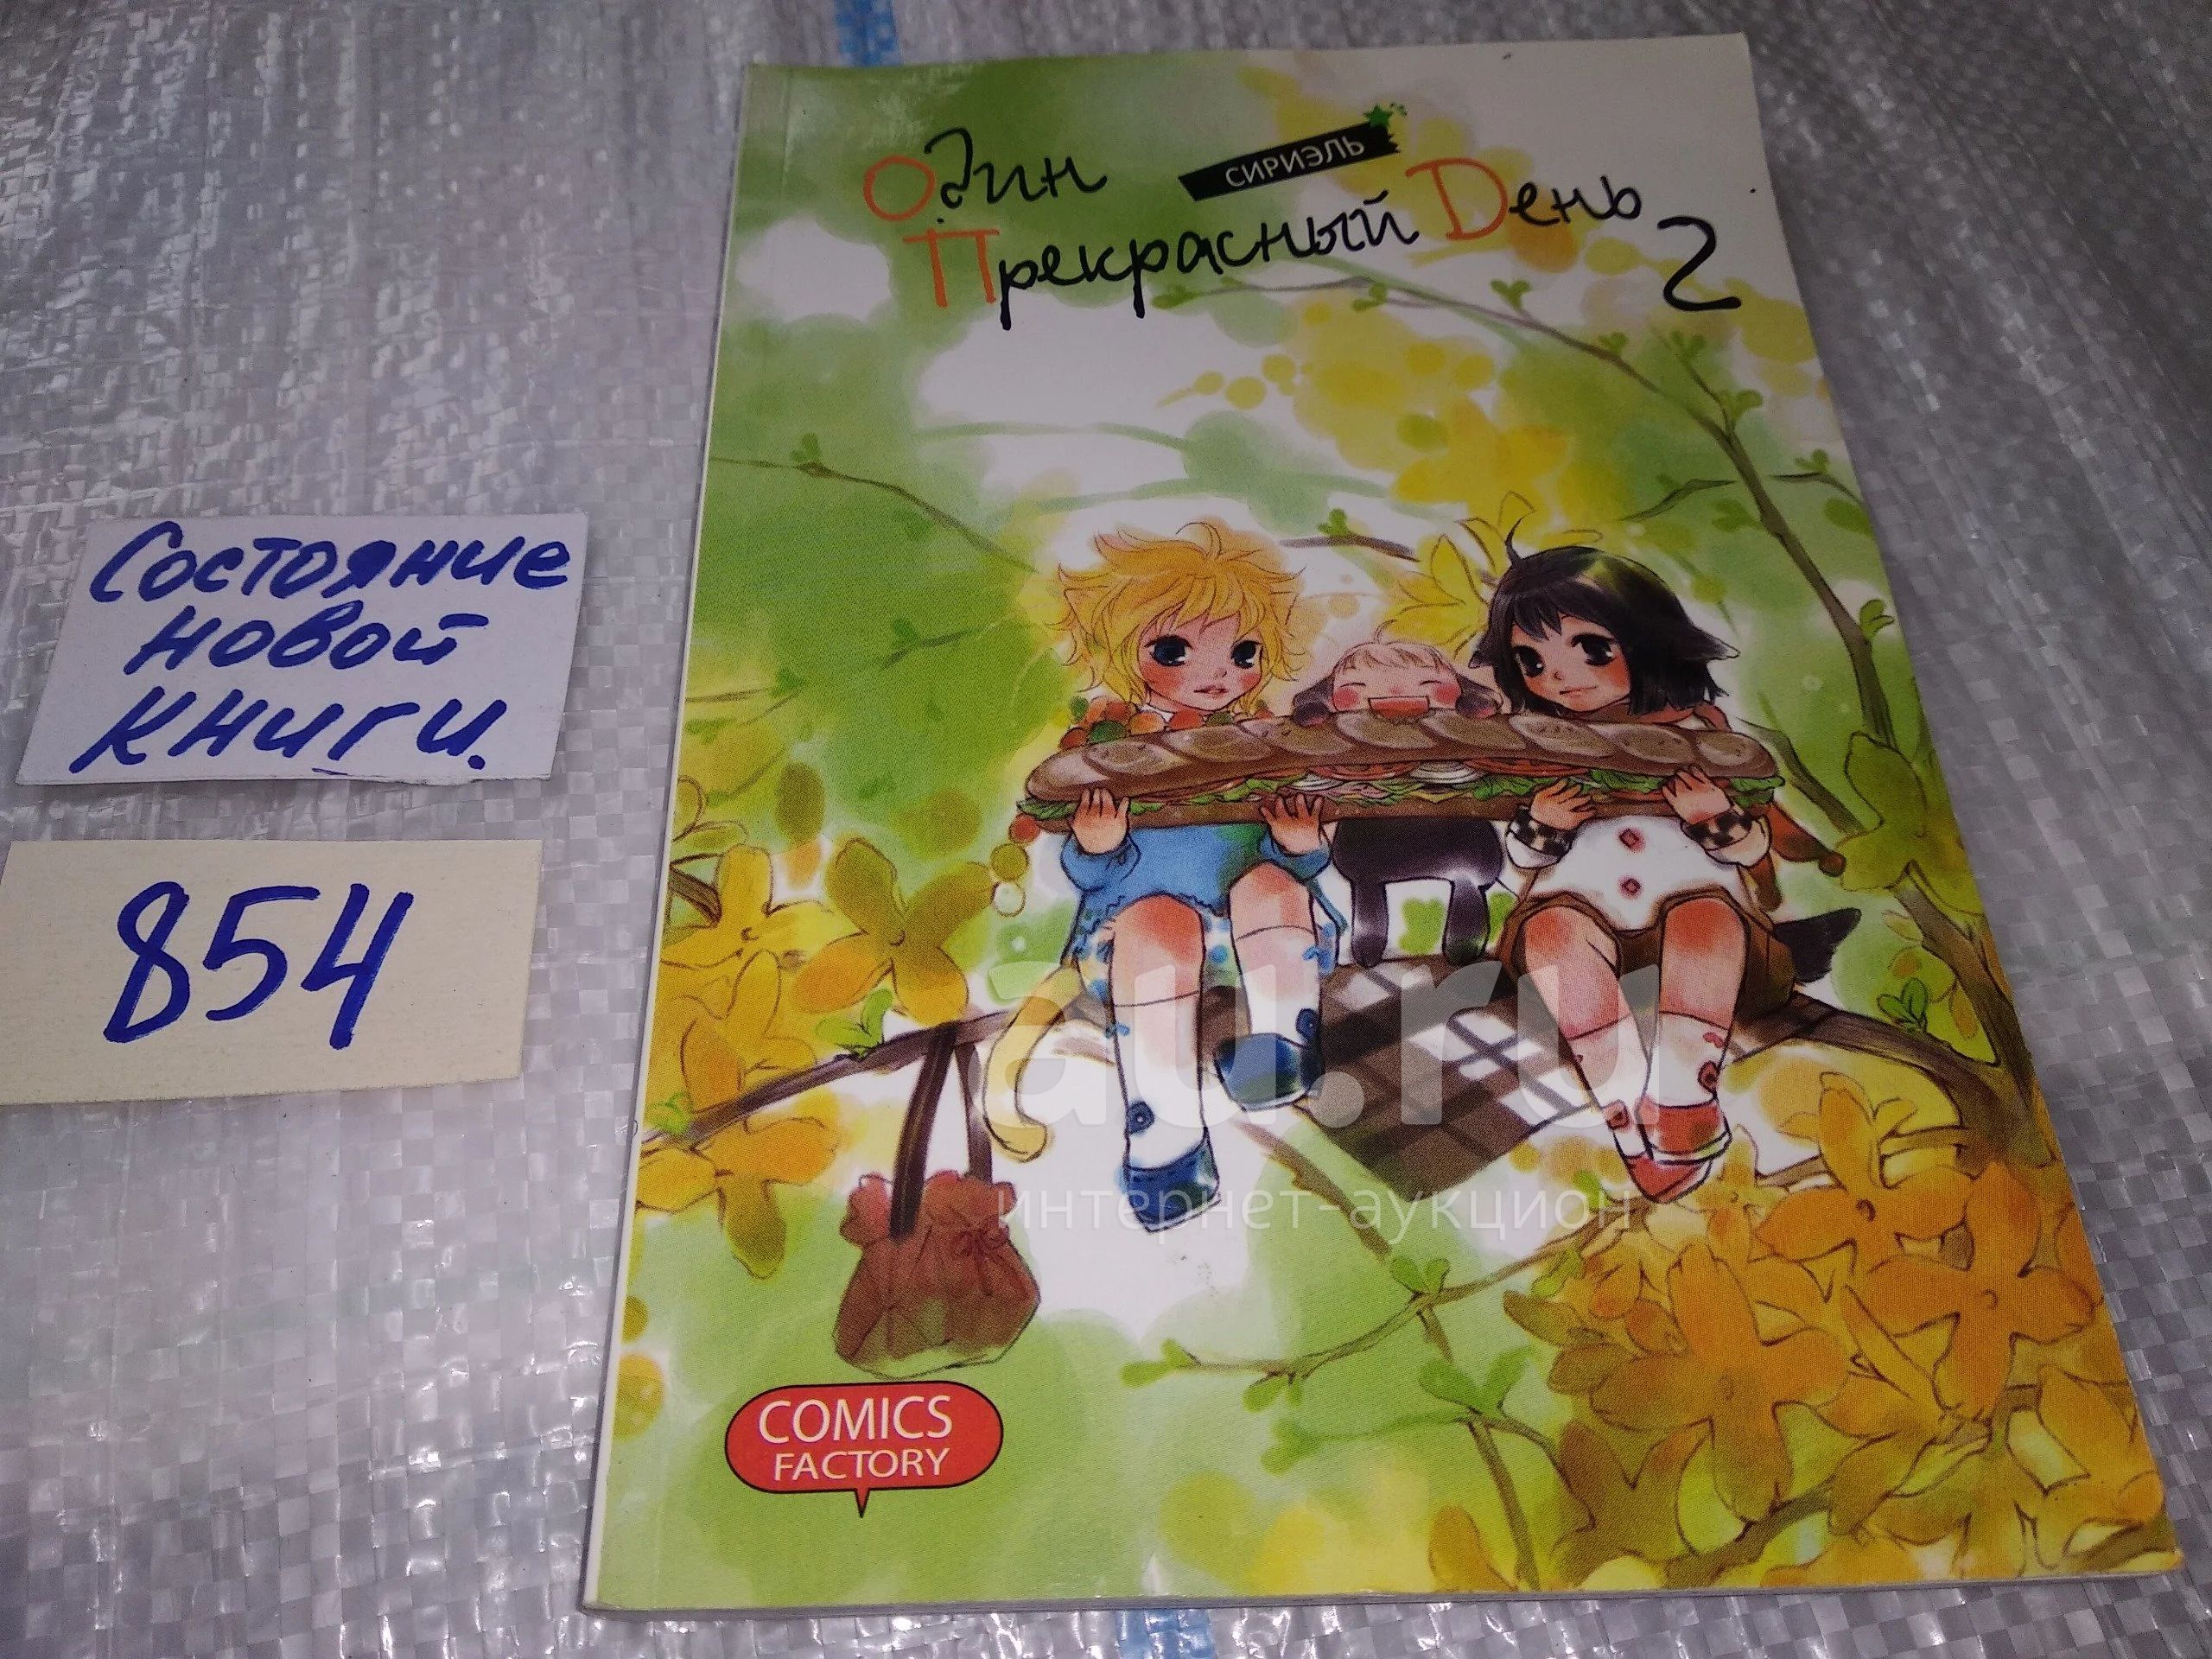 Один
СИРИЭЛЬ
Прекрасный День 2
Состояние
новой
книги.
854
au.ru
интернет-аукцион
COMICS
FACTORY